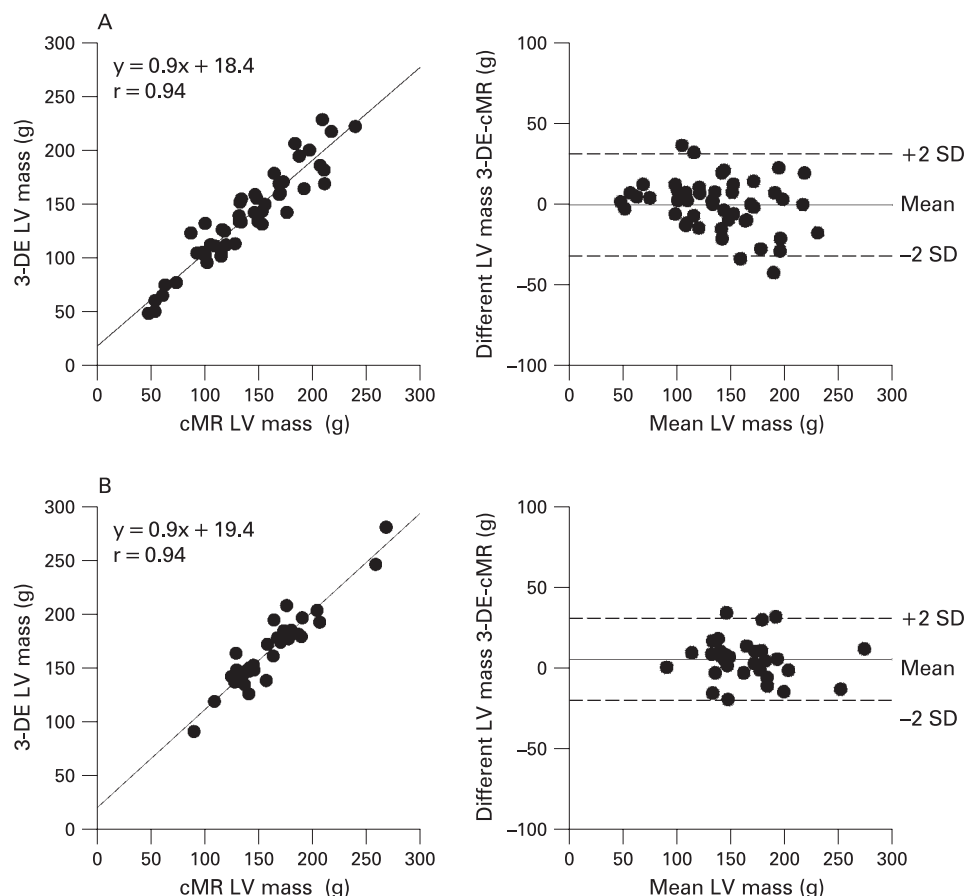 A
y = 0.9x + 18.4
r = 0.94
3-DE LV mass (g)
300
250
200
150
100
50
0
0 50 100 150 200 250 300
cMR LV mass (g)
Different LV mass 3-DE-cMR (g)
100
50
0
−50
−100
+2 SD
Mean
−2 SD
0 50 100 150 200 250 300
Mean LV mass (g)
B
y = 0.9x + 19.4
r = 0.94
3-DE LV mass (g)
300
250
200
150
100
50
0
0 50 100 150 200 250 300
cMR LV mass (g)
Different LV mass 3-DE-cMR (g)
100
50
0
−50
−100
+2 SD
Mean
−2 SD
0 50 100 150 200 250 300
Mean LV mass (g)